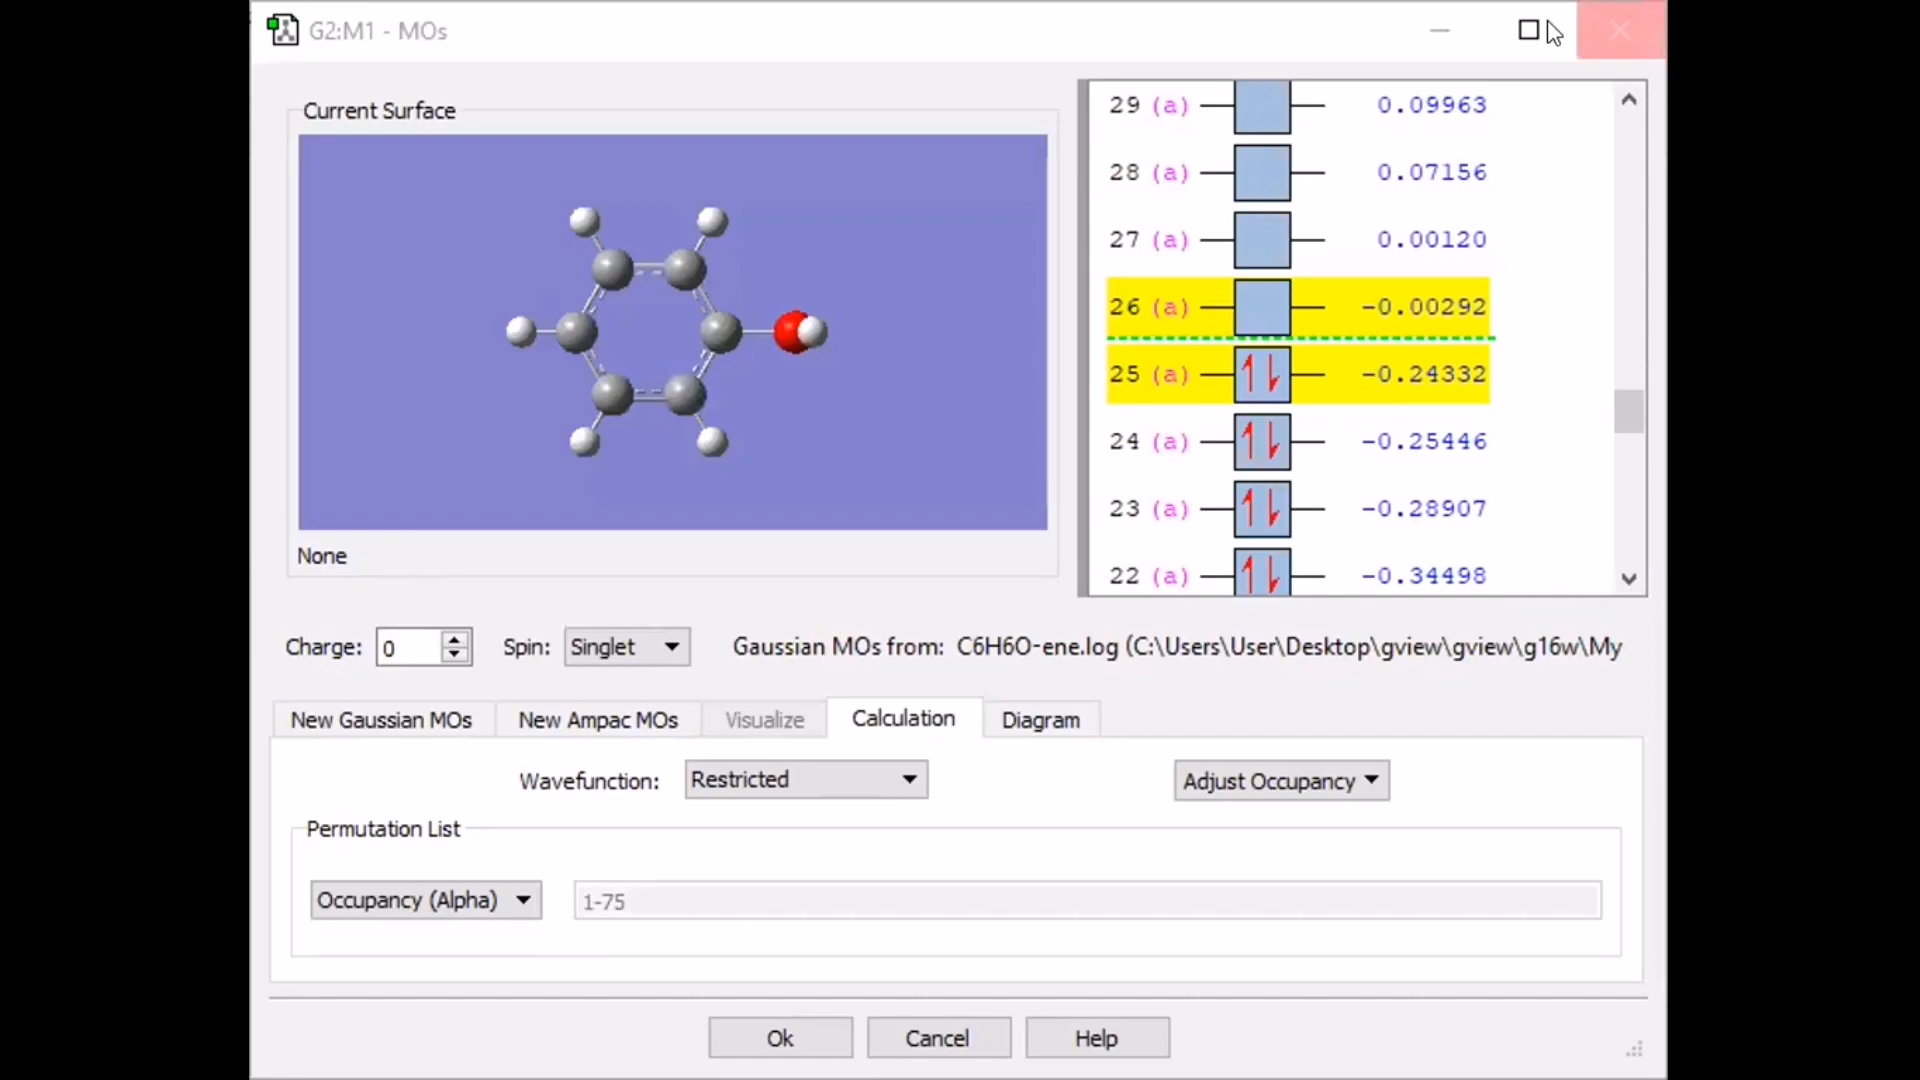 G2:M1 - MOs
Current Surface
None
29 (a) 0.09963
28 (a) 0.07156
27 (a) 0.00120
26 (a) -0.00292
25 (a) -0.24332
24 (a) -0.25446
23 (a) -0.28907
22 (a) -0.34498
Charge: 0 Spin: Singlet Gaussian MOs from: C6H6O-ene.log (C:\Users\User\Desktop\gview\gview\g16w\My
New Gaussian MOs New Ampac MOs Visualize Calculation Diagram
Wavefunction: Restricted Adjust Occupancy
Permutation List
Occupancy (Alpha) 1-75
Ok Cancel Help